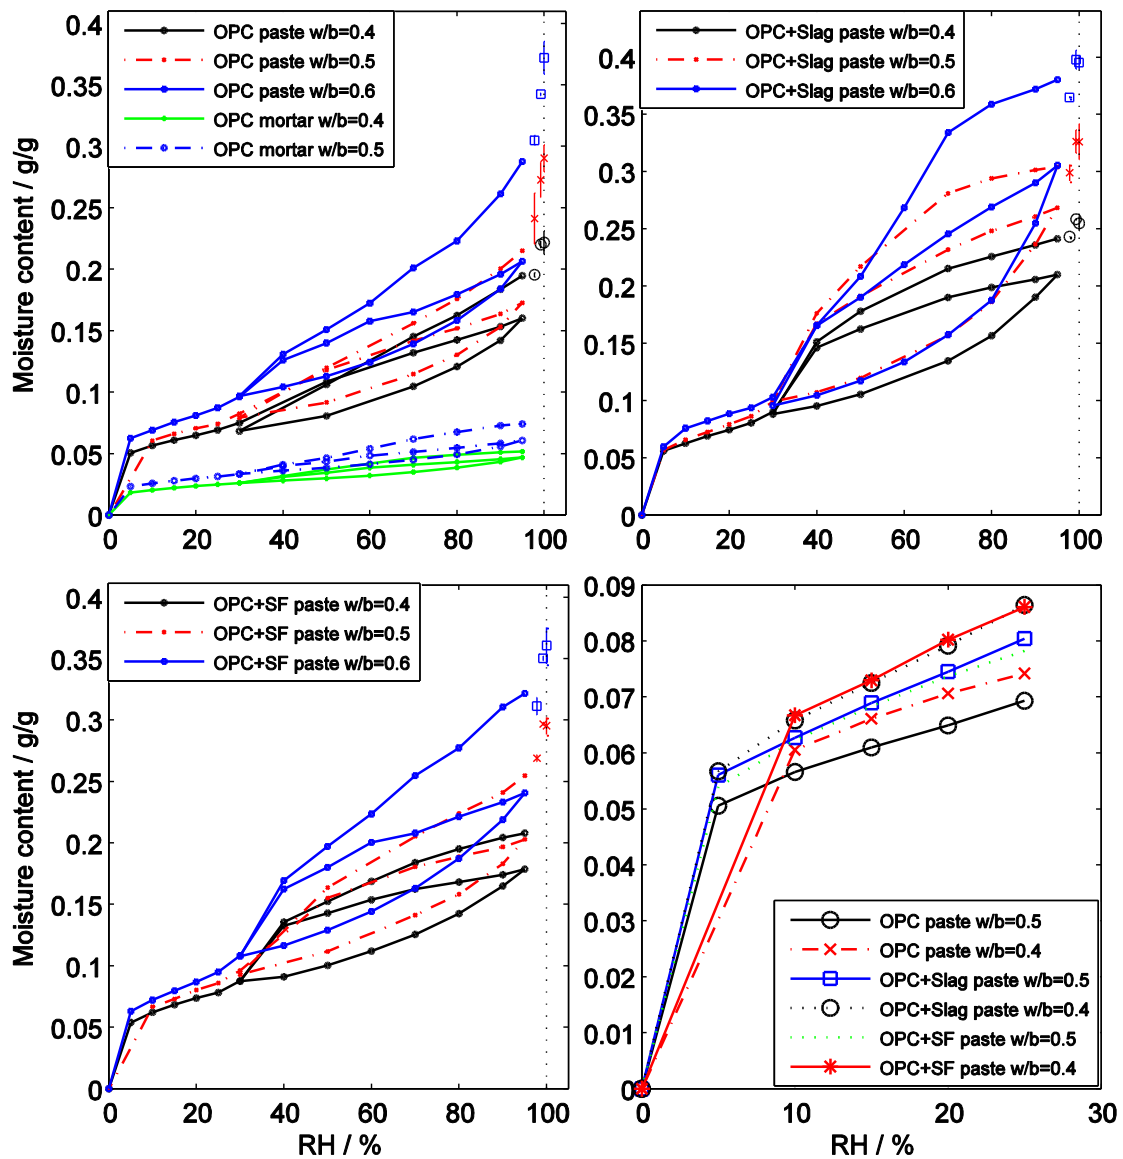 0.4
0.35
0.3
0.25
0.2
0.15
0.1
0.05
0
Moisture content / g/g
OPC paste w/b=0.4
OPC paste w/b=0.5
OPC paste w/b=0.6
OPC mortar w/b=0.4
OPC mortar w/b=0.5
0 20 40 60 80 100
0.4
0.35
0.3
0.25
0.2
0.15
0.1
0.05
0
OPC+Slag paste w/b=0.4
OPC+Slag paste w/b=0.5
OPC+Slag paste w/b=0.6
0 20 40 60 80 100
0.4
0.35
0.3
0.25
0.2
0.15
0.1
0.05
0
Moisture content / g/g
OPC+SF paste w/b=0.4
OPC+SF paste w/b=0.5
OPC+SF paste w/b=0.6
0 20 40 60 80 100
RH / %
0.09
0.08
0.07
0.06
0.05
0.04
0.03
0.02
0.01
0
OPC paste w/b=0.5
OPC paste w/b=0.4
OPC+Slag paste w/b=0.5
OPC+Slag paste w/b=0.4
OPC+SF paste w/b=0.5
OPC+SF paste w/b=0.4
0 10 20 30
RH / %